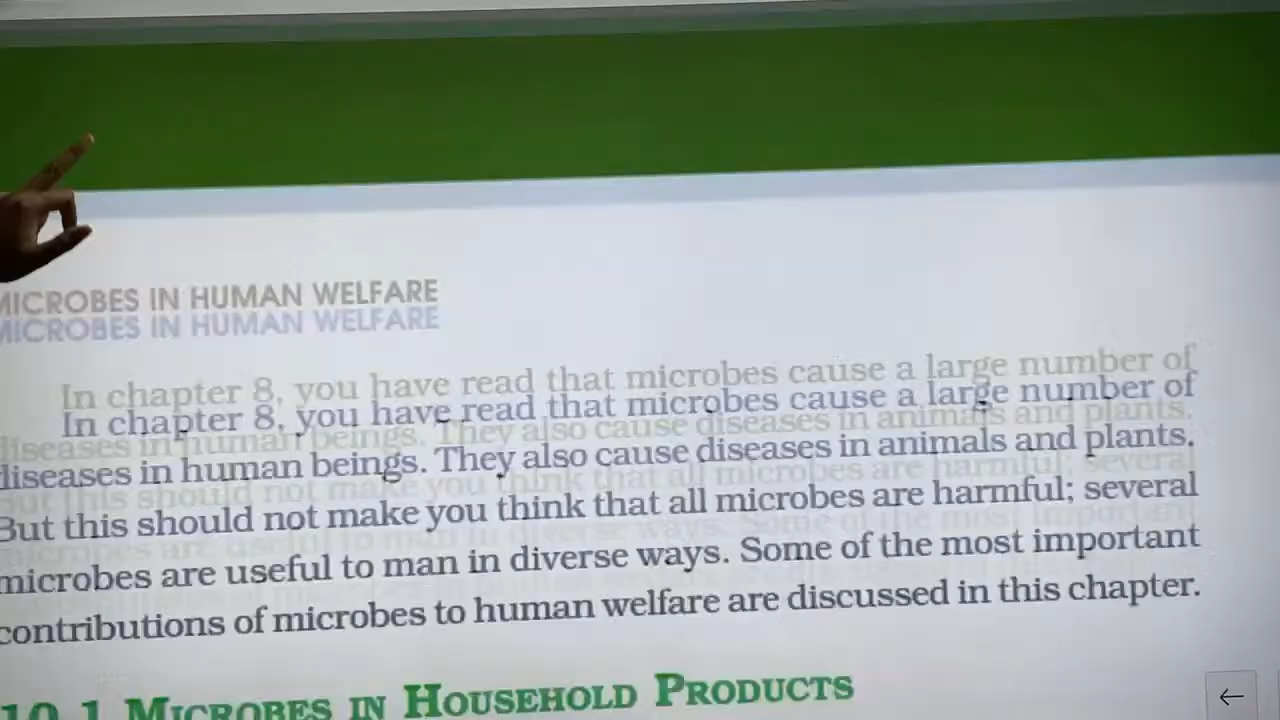 MICROBES IN HUMAN WELFARE
In chapter 8, you have read that microbes cause a large number of
diseases in human beings. They also cause diseases in animals and plants.
But this should not make you think that all microbes are harmful; several
microbes are useful to man in diverse ways. Some of the most important
contributions of microbes to human welfare are discussed in this chapter.
10.1 MICROBES IN HOUSEHOLD PRODUCTS